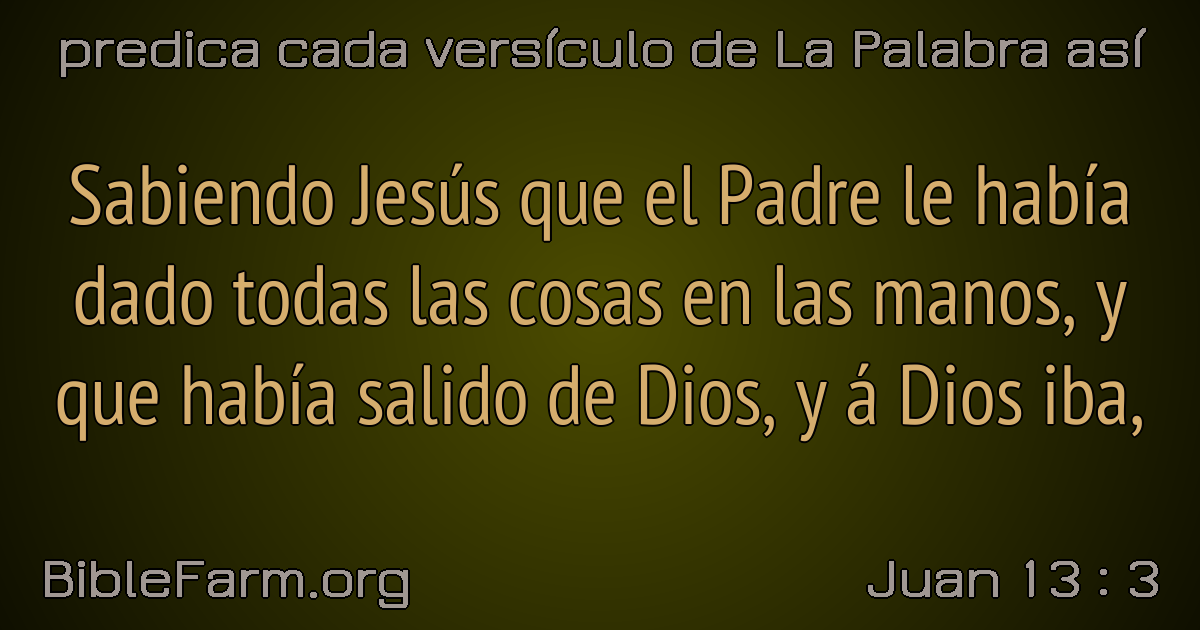 predica cada versículo de La Palabra así
Sabiendo Jesús que el Padre le había
dado todas las cosas en las manos, y
que había salido de Dios, y á Dios iba,
BibleFarm.org
Juan 13 : 3